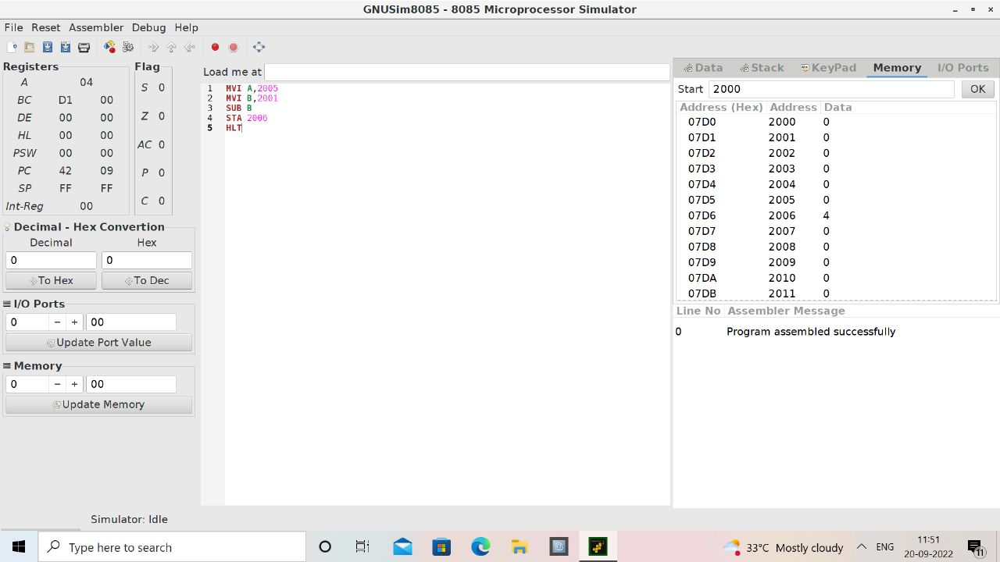 GNUSim8085 - 8085 Microprocessor Simulator
File Reset Assembler Debug Help
Registers
A 04
BC D1 00
DE 00 00
HL 00 00
PSW 00 00
PC 42 09
SP FF FF
Int-Reg 00
Flag
S 0
Z 0
AC 0
P 0
C 0
Decimal - Hex Convertion
Decimal Hex
0 0
To Hex To Dec
I/O Ports
0 − + 00
Update Port Value
Memory
0 − + 00
Update Memory
Load me at
1 MVI A,2005
2 MVI B,2001
3 SUB B
4 STA 2006
5 HLT
Data Stack KeyPad Memory I/O Ports
Start 2000 OK
Address (Hex) Address Data
07D0 2000 0
07D1 2001 0
07D2 2002 0
07D3 2003 0
07D4 2004 0
07D5 2005 0
07D6 2006 4
07D7 2007 0
07D8 2008 0
07D9 2009 0
07DA 2010 0
07DB 2011 0
Line No Assembler Message
0 Program assembled successfully
Simulator: Idle
Type here to search
33°C Mostly cloudy ENG
11:51
20-09-2022
11